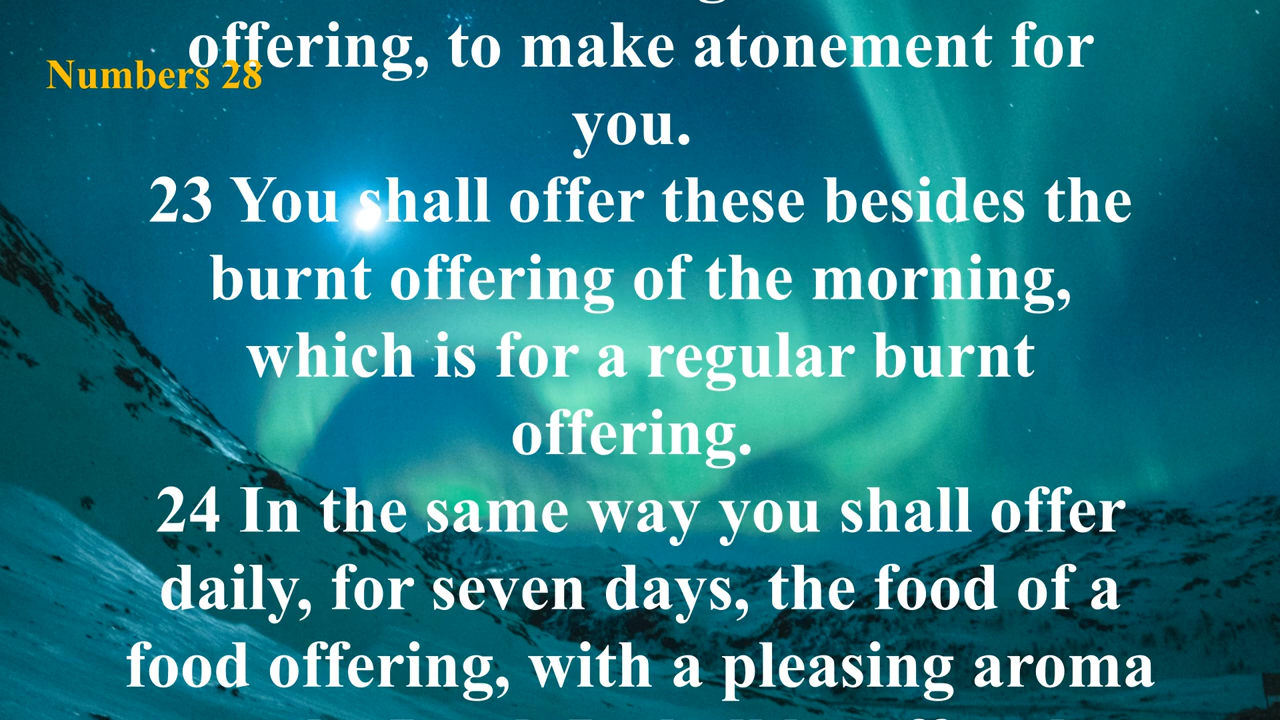 offering, to make atonement for
Numbers 28
you.
23 You shall offer these besides the
burnt offering of the morning,
which is for a regular burnt
offering.
24 In the same way you shall offer
daily, for seven days, the food of a
food offering, with a pleasing aroma